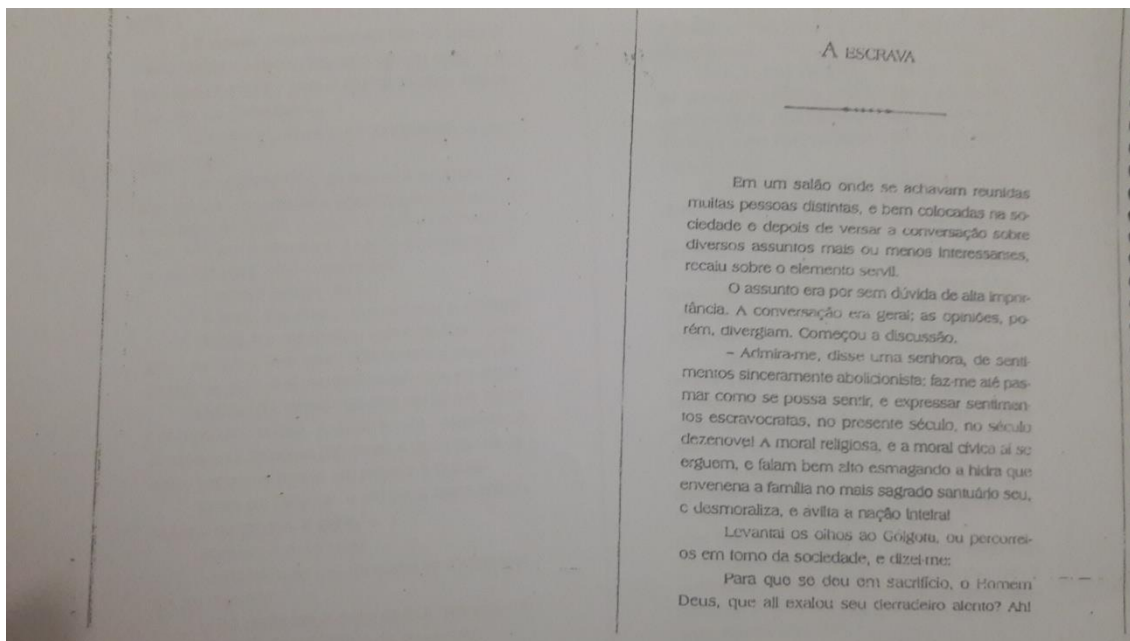 A ESCRAVA
Em um salão onde se achavam reunidas
muitas pessoas distintas, e bem colocadas na so-
ciedade e depois de versar a conversação sobre
diversos assuntos mais ou menos interessantes,
recaiu sobre o elemento servil.
O assunto era por sem dúvida de alta impor-
tância. A conversação era geral; as opiniões, po-
rém, divergiam. Começou a discussão.
– Admira-me, disse uma senhora, de senti-
mentos sinceramente abolicionista; faz-me até pas-
mar como se possa sentir, e expressar sentimen-
tos escravocratas, no presente século, no século
dezenove! A moral religiosa, e a moral cívica aí se
erguem, e falam bem alto esmagando a hidra que
envenena a família no mais sagrado santuário seu,
e desmoraliza, e avilta a nação inteira!
Levantai os olhos ao Gólgota, ou percorrei-
os em torno da sociedade, e dizei-me:
Para que se deu em sacrifício, o Homem
Deus, que ali exalou seu derradeiro alento? Ah!